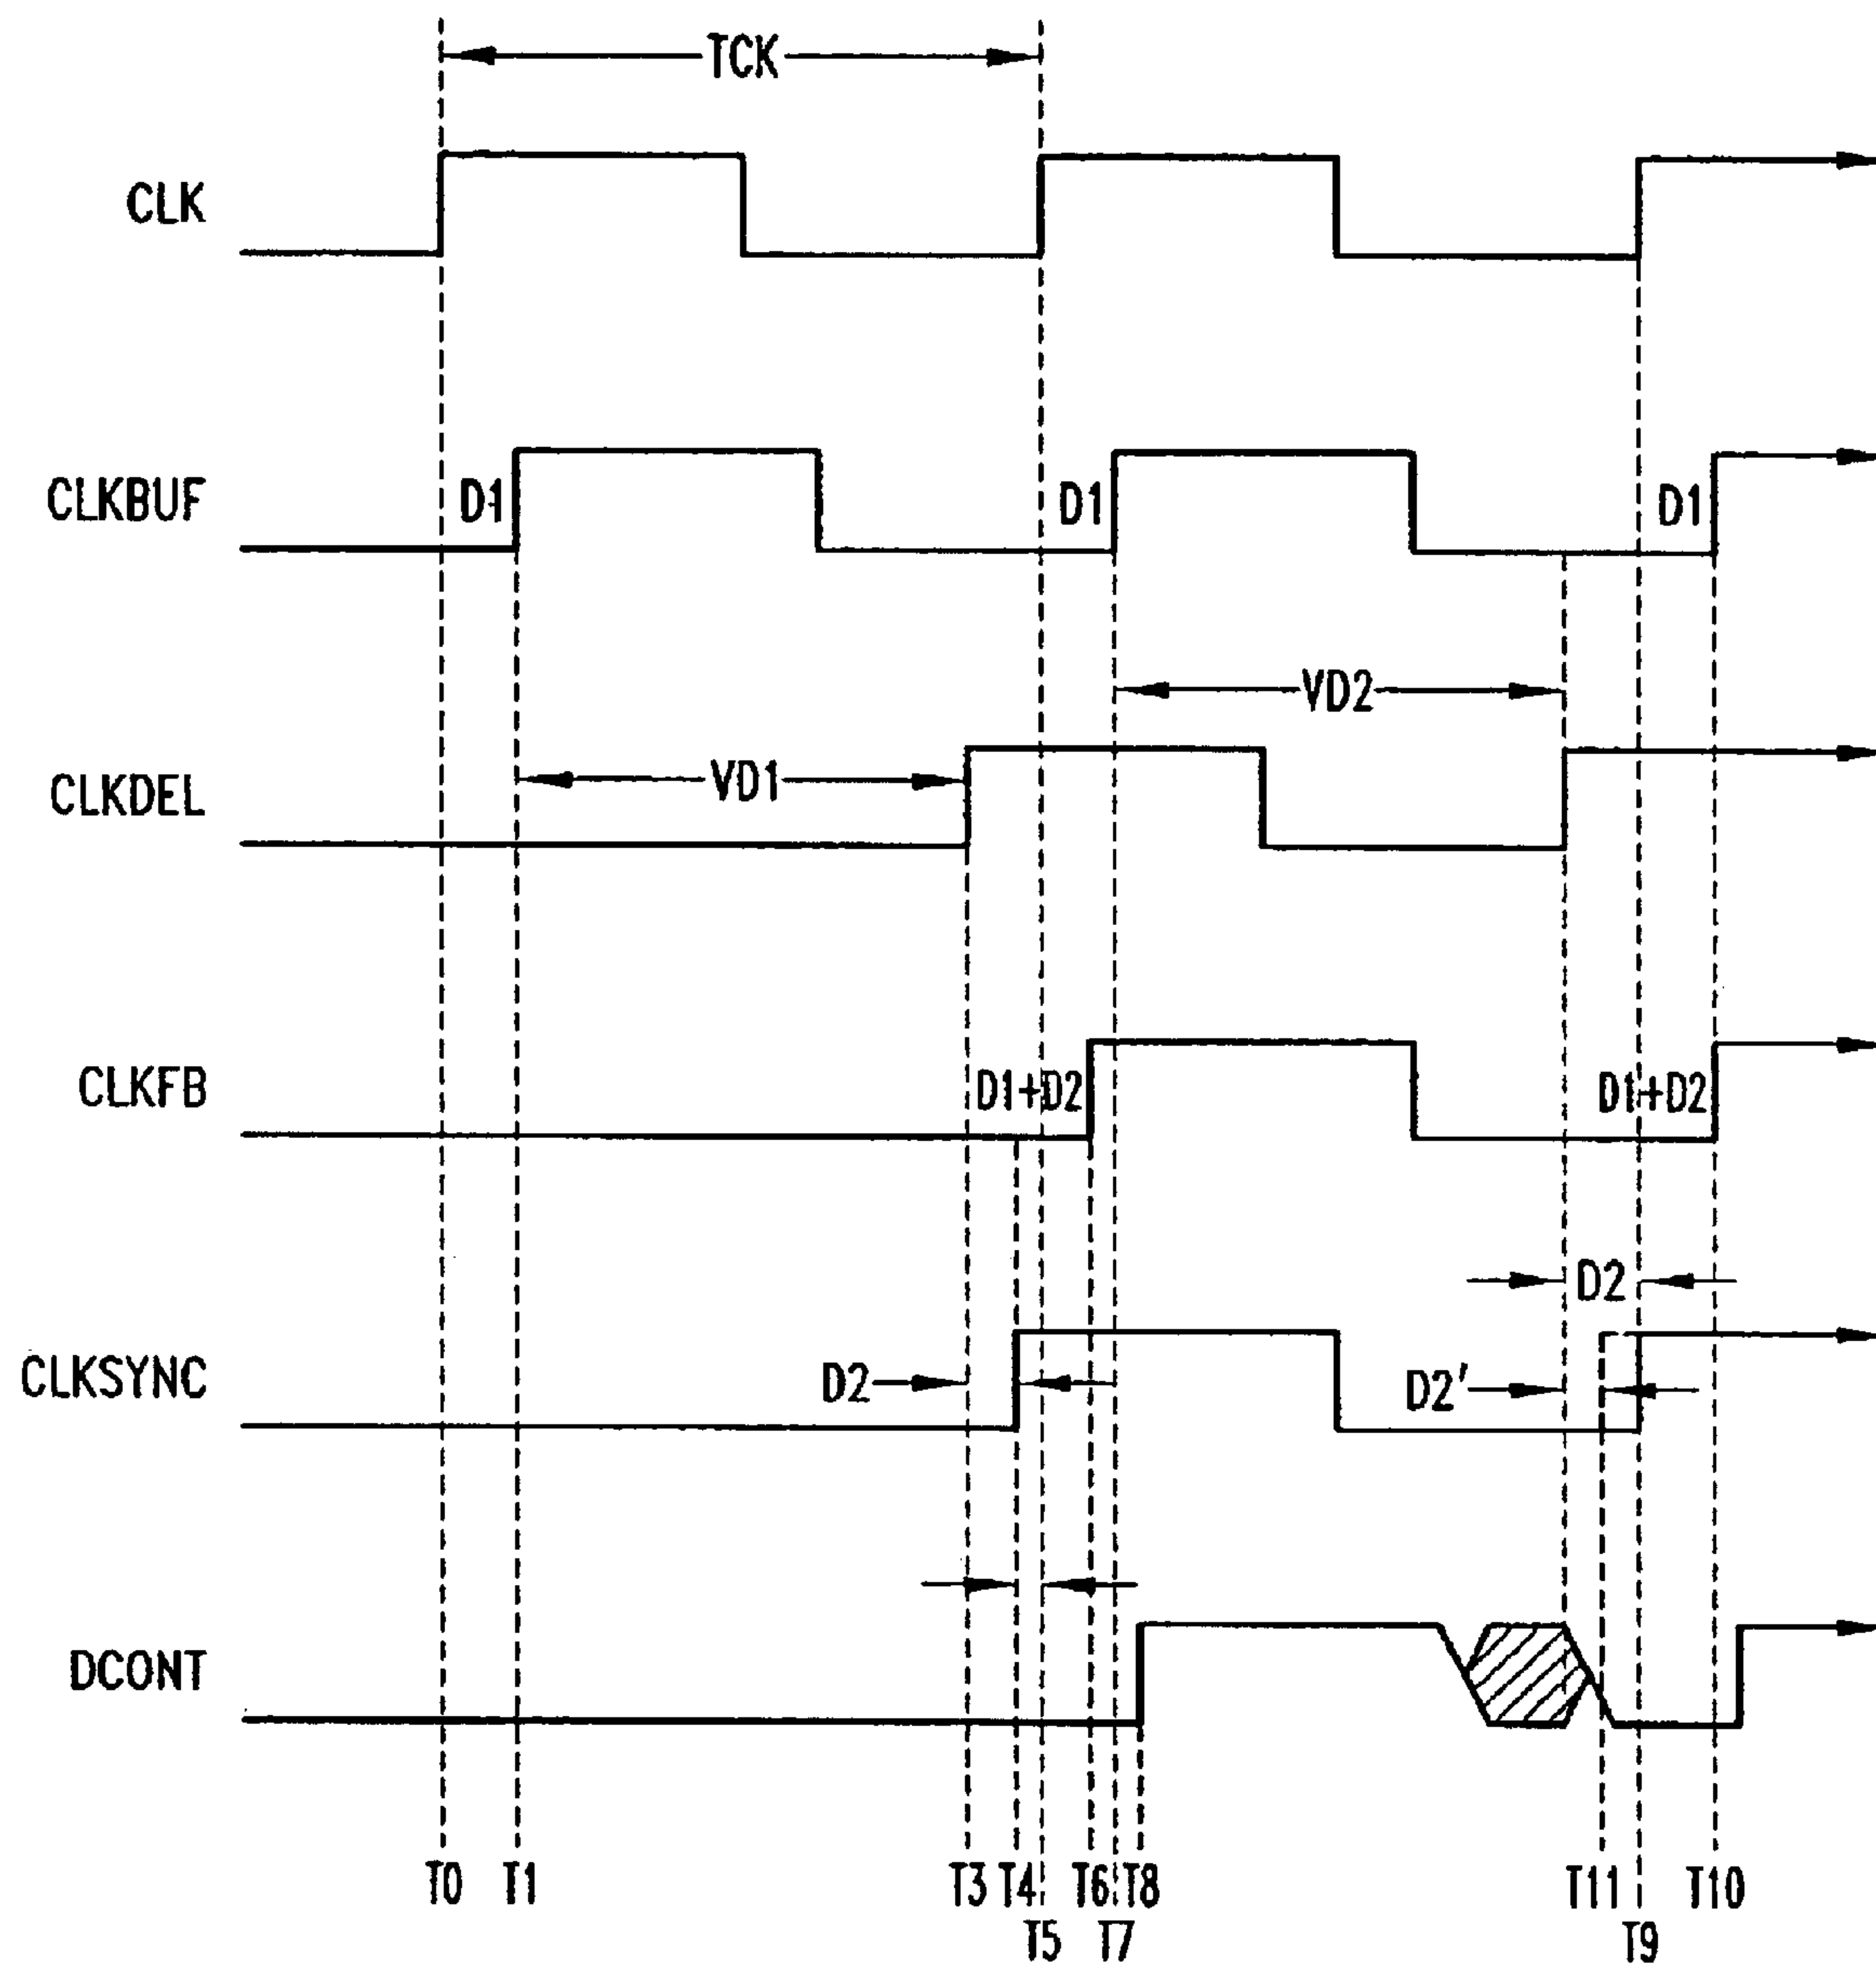 TCK
CLK
CLKBUF D1 D1 D1
VD2
CLKDEL VD1
CLKFB D1+D2 D1+D2
D2
CLKSYNC D2 D2'
DCONT
T0 T1 T3 T4 T6 T8 T11 T10
T5 T7 T9